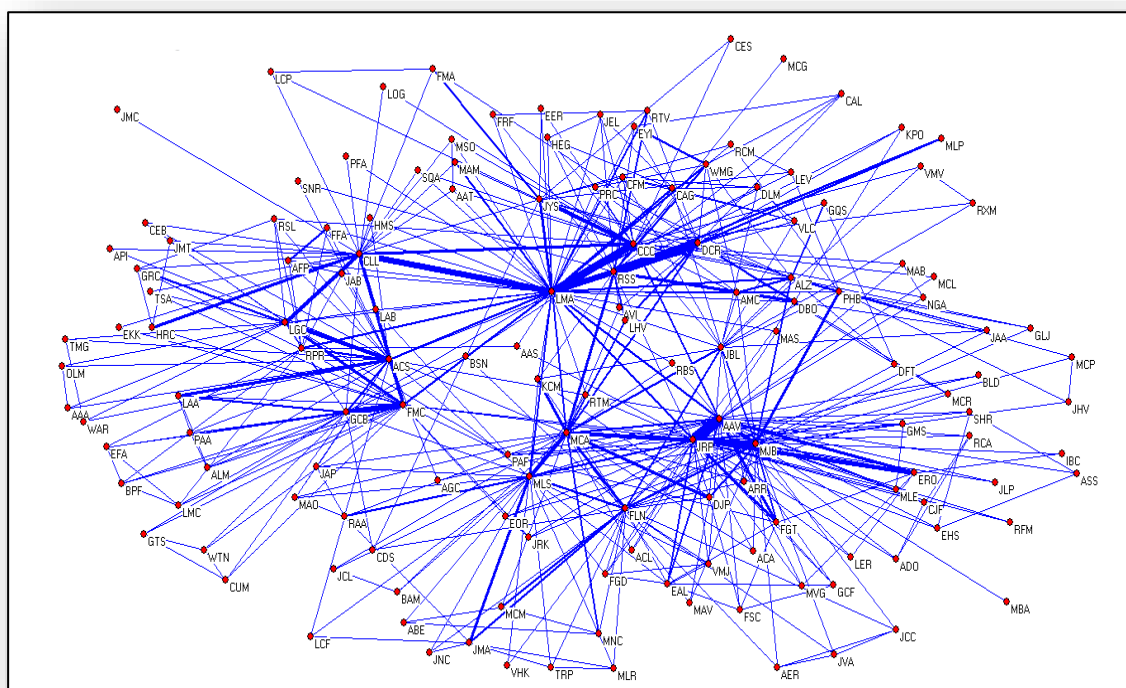 CES
MCG
LCP
FMA
LOG
CAL
JMC
FRF
EER
JEL
RTV
EYL
KPO
MLP
MSO
HEG
RCM
PFA
MAM
SQA
WMG
VMV
SNR
AAT
CFM
PRC
CAG
DLM
LEV
JYS
GQS
RXM
CEB
RSL
HMS
FFA
VLC
JMT
API
CLL
CCC
DCR
GRC
AFP
JAB
RSS
MAB
MCL
TSA
LMA
ALZ
PHB
AMC
DBO
NGA
LAB
AVL
LHV
EKK
HRC
LGC
MAS
JAA
GLJ
TMG
RPR
AAS
JBL
OLM
ACS
BSN
RBS
DFT
MCP
KCM
BLD
LAA
RTM
MCR
JHV
AAA
WAR
GCB
FMC
AAV
SHR
GMS
PAA
MCA
JRP
MJB
RCA
EFA
PAF
IBC
ALM
JAP
MLS
AGC
ARR
ERO
JLP
ASS
BPF
MLE
LMC
MAO
DJP
CJF
RAA
EOR
FLN
FGT
RFM
EHS
GTS
JRK
WTN
CDS
ACL
ACA
LER
ADO
CUM
JCL
FGD
VMJ
BAM
EAL
MVG
GCF
MAV
FSC
MBA
MCM
ABE
LCF
JMA
MNC
JCC
JNC
VHK
TRP
MLR
AER
JVA